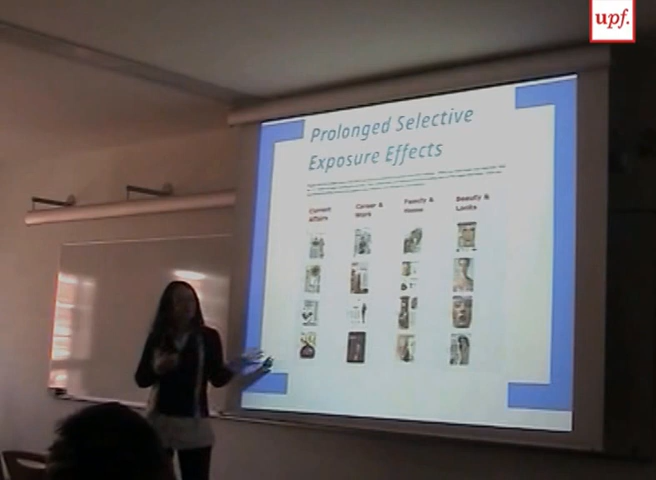 upf.
Prolonged Selective
Exposure Effects
Current
Affairs
Career &
Work
Family &
Home
Beauty &
Looks